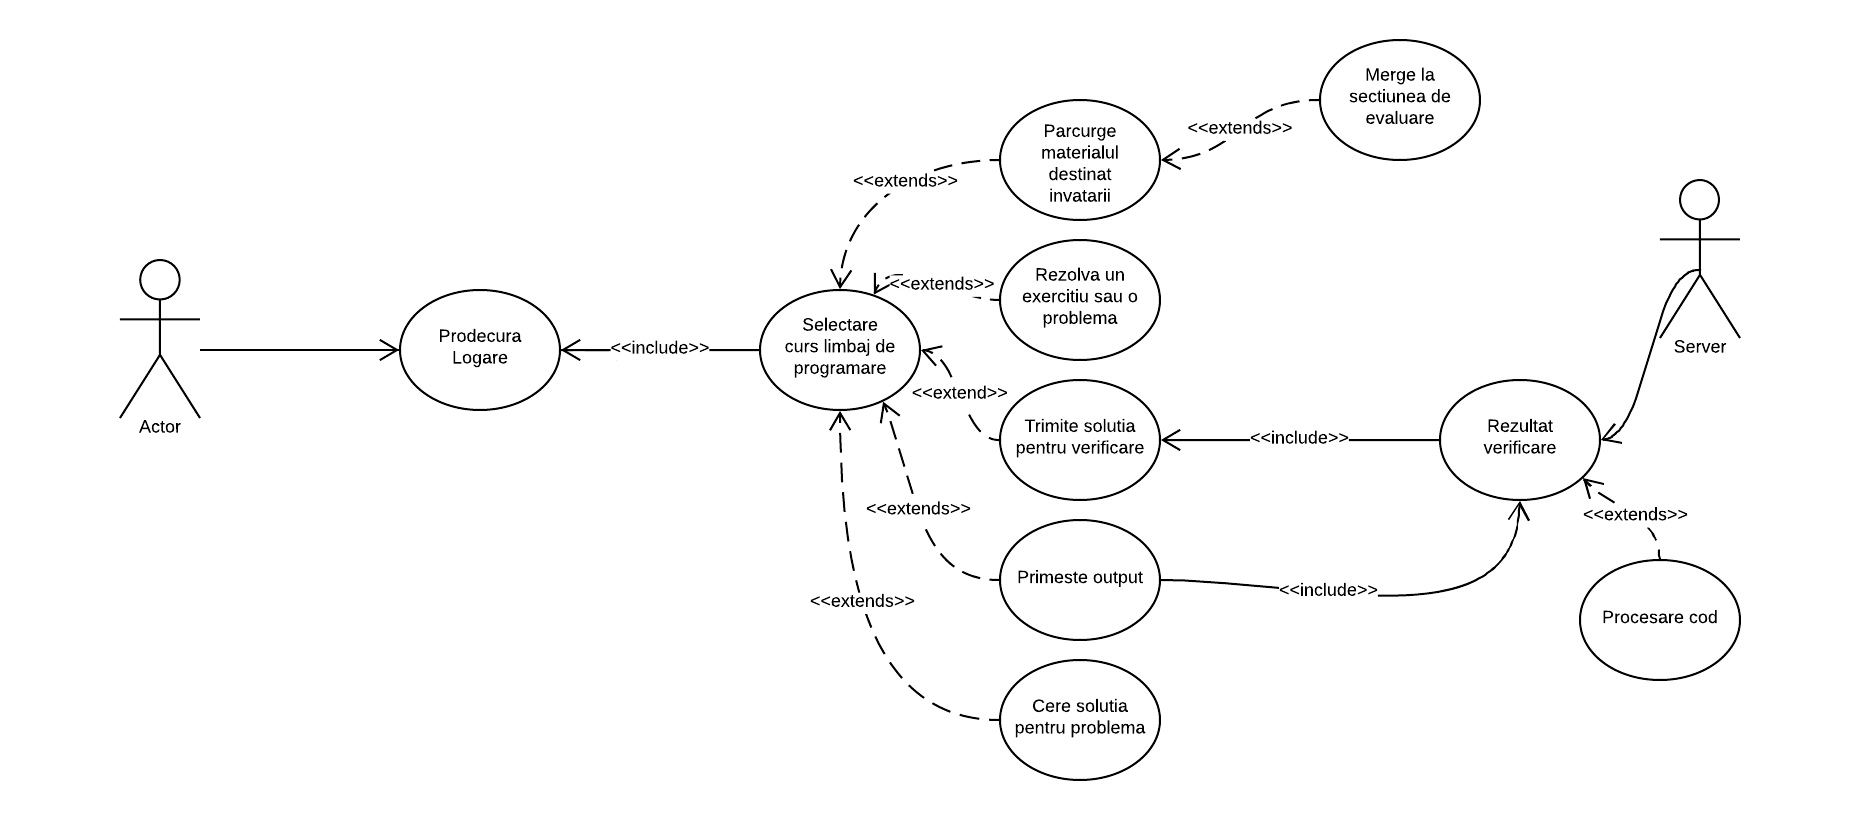 Merge la
sectiunea de
evaluare
<<extends>>
Parcurge
materialul
destinat
invatarii
<<extends>>
Rezolva un
exercitiu sau o
problema
<<extends>>
Server
Prodecura
Logare
<<include>>
Selectare
curs limbaj de
programare
Actor
<<extend>>
Trimite solutia
pentru verificare
<<include>>
Rezultat
verificare
<<extends>>
<<extends>>
Primeste output
<<include>>
<<extends>>
Procesare cod
Cere solutia
pentru problema